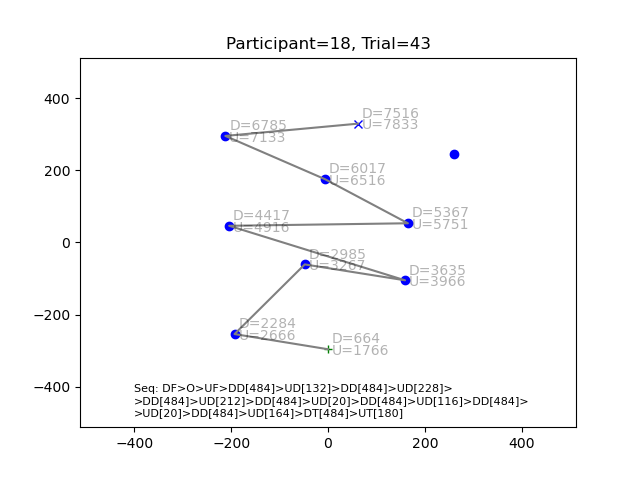 Participant=18, Trial=43
400
200
0
−200
−400
−400
−200
0
200
400
D=7516
U=7833
D=6785
U=7133
D=6017
U=6516
D=5367
U=5751
D=4417
U=4916
D=2985
U=3267
D=3635
U=3966
D=2284
U=2666
D=664
U=1766
Seq: DF>O>UF>DD[484]>UD[132]>DD[484]>UD[228]>
>DD[484]>UD[212]>DD[484]>UD[20]>DD[484]>UD[116]>DD[484]>
>UD[20]>DD[484]>UD[164]>DT[484]>UT[180]